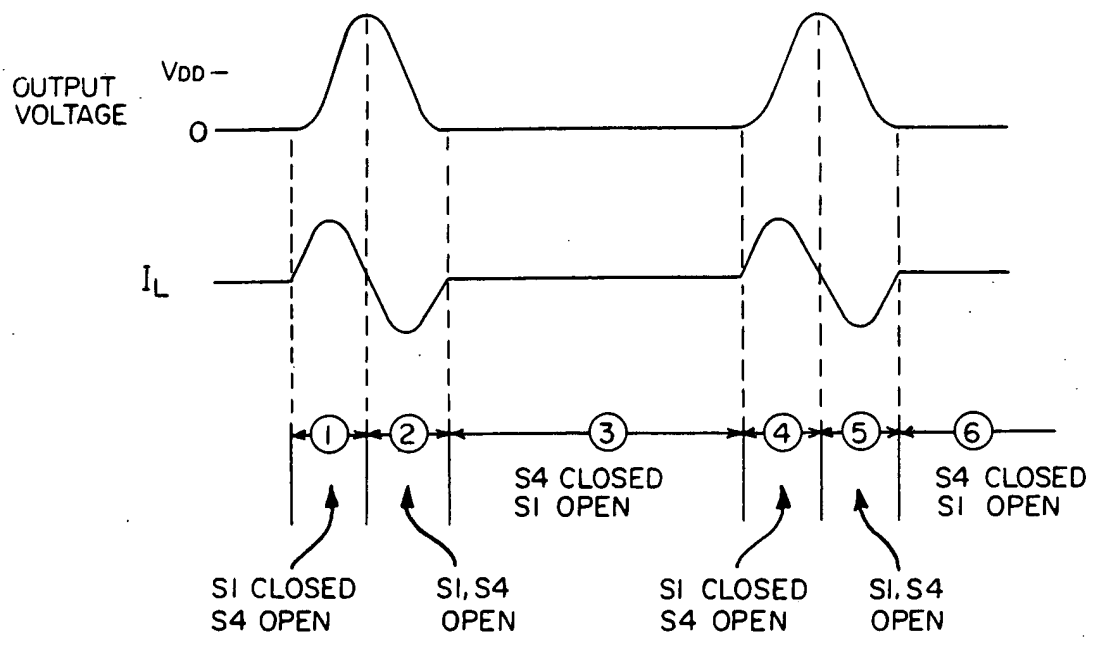 OUTPUT
VOLTAGE
VDD
0
IL
1
2
3
4
5
6
S4 CLOSED
S1 OPEN
S4 CLOSED
S1 OPEN
S1 CLOSED
S4 OPEN
S1, S4
OPEN
S1 CLOSED
S4 OPEN
S1, S4
OPEN